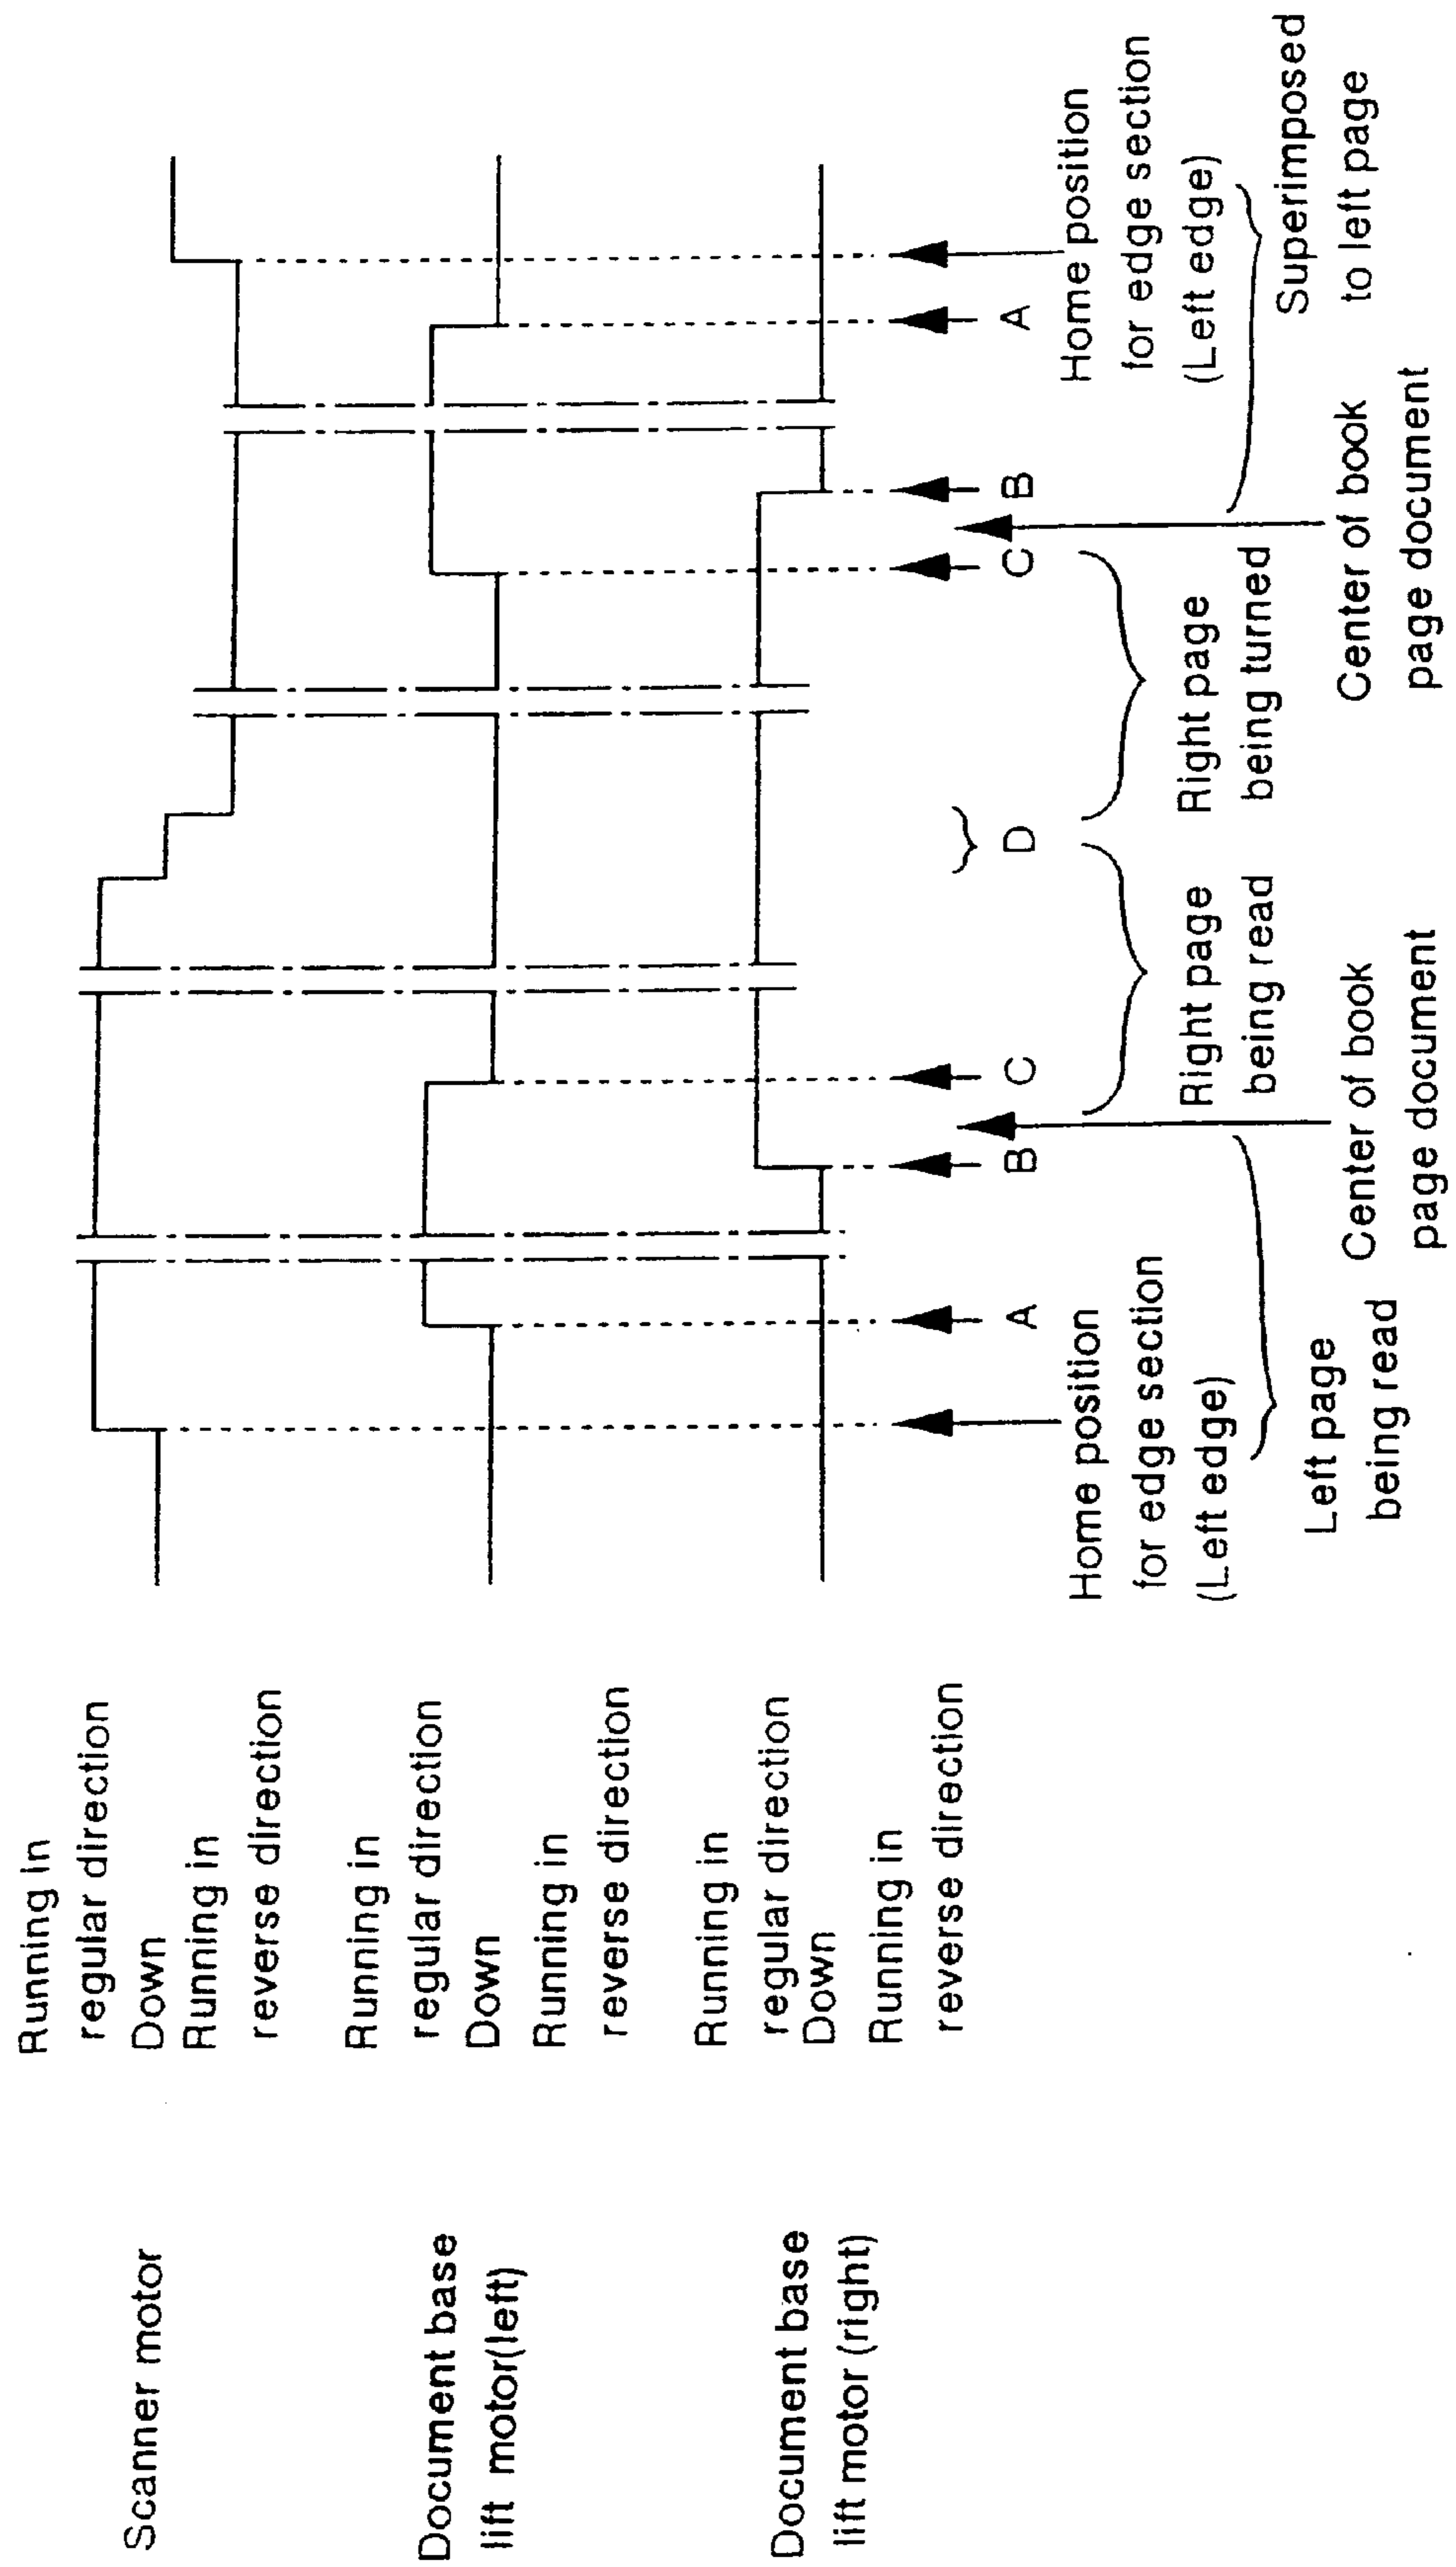 Scanner motor
Running in
regular direction
Down
Running in
reverse direction
Document base
lift motor(left)
Running in
regular direction
Down
Running in
reverse direction
Document base
lift motor (right)
Running in
regular direction
Down
Running in
reverse direction
A
B
C
D
C
B
A
Home position
for edge section
(Left edge)
Left page
being read
Center of book
page document
Right page
being read
Right page
being turned
Center of book
page document
Home position
for edge section
(Left edge)
Superimposed
to left page